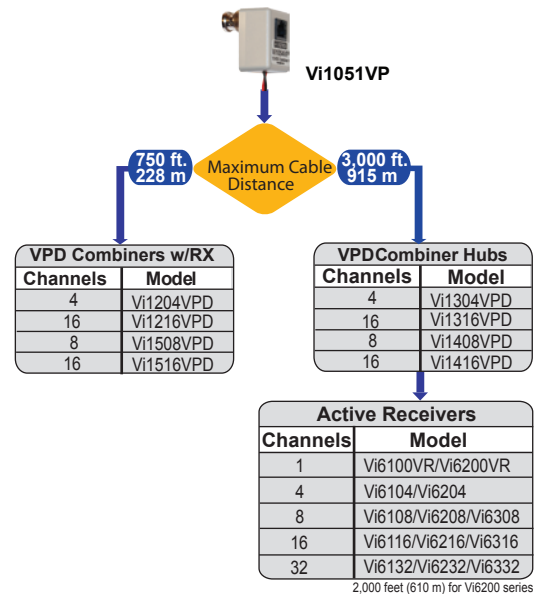 Vi1051VP
750 ft.
228 m
Maximum Cable
Distance
3,000 ft.
915 m
VPD Combiners w/RX
Channels Model
4 Vi1204VPD
16 Vi1216VPD
8 Vi1508VPD
16 Vi1516VPD
VPDCombiner Hubs
Channels Model
4 Vi1304VPD
16 Vi1316VPD
8 Vi1408VPD
16 Vi1416VPD
Active Receivers
Channels Model
1 Vi6100VR/Vi6200VR
4 Vi6104/Vi6204
8 Vi6108/Vi6208/Vi6308
16 Vi6116/Vi6216/Vi6316
32 Vi6132/Vi6232/Vi6332
2,000 feet (610 m) for Vi6200 series